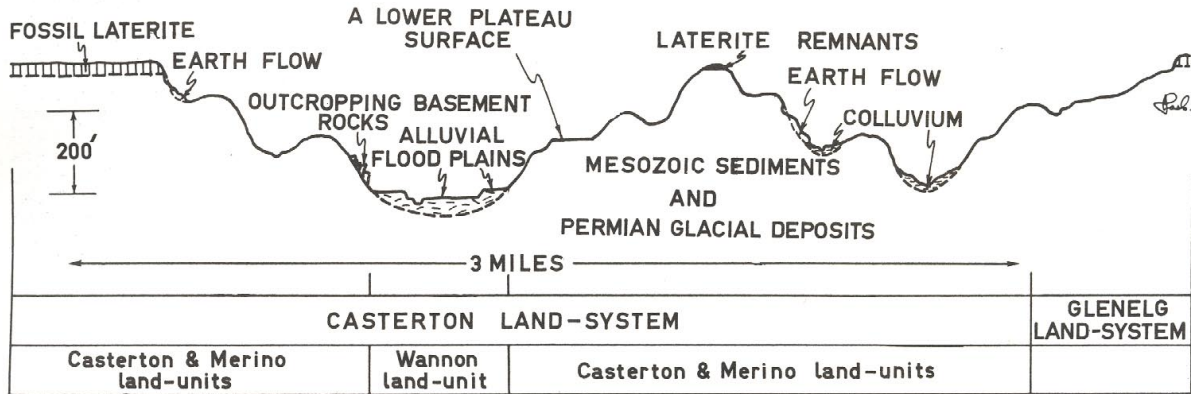 FOSSIL LATERITE
EARTH FLOW
A LOWER PLATEAU
SURFACE
LATERITE REMNANTS
EARTH FLOW
OUTCROPPING BASEMENT
ROCKS
ALLUVIAL
FLOOD PLAINS
COLLUVIUM
200'
MESOZOIC SEDIMENTS
AND
PERMIAN GLACIAL DEPOSITS
3 MILES
CASTERTON LAND-SYSTEM
GLENELG
LAND-SYSTEM
Casterton & Merino
land-units
Wannon
land-unit
Casterton & Merino land-units